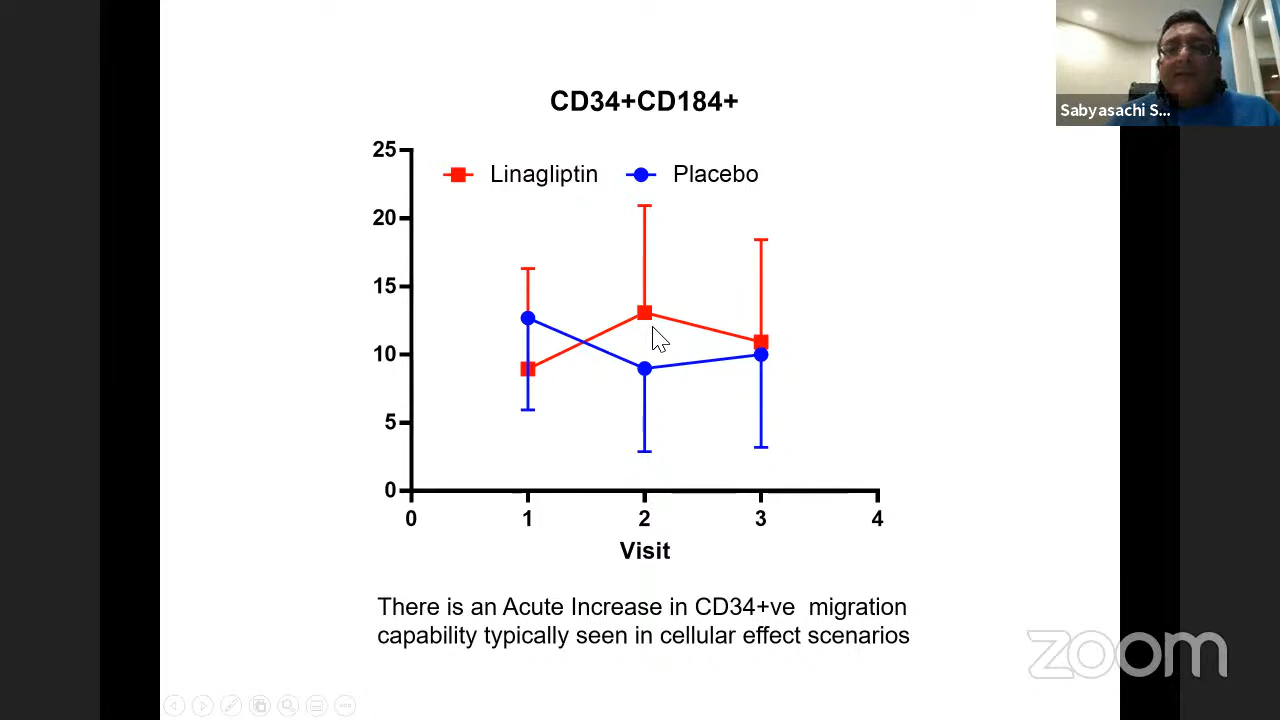 Sabyasachi S...
CD34+CD184+
Linagliptin Placebo
25
20
15
10
5
0
0 1 2 3 4
Visit
There is an Acute Increase in CD34+ve migration
capability typically seen in cellular effect scenarios
zoom